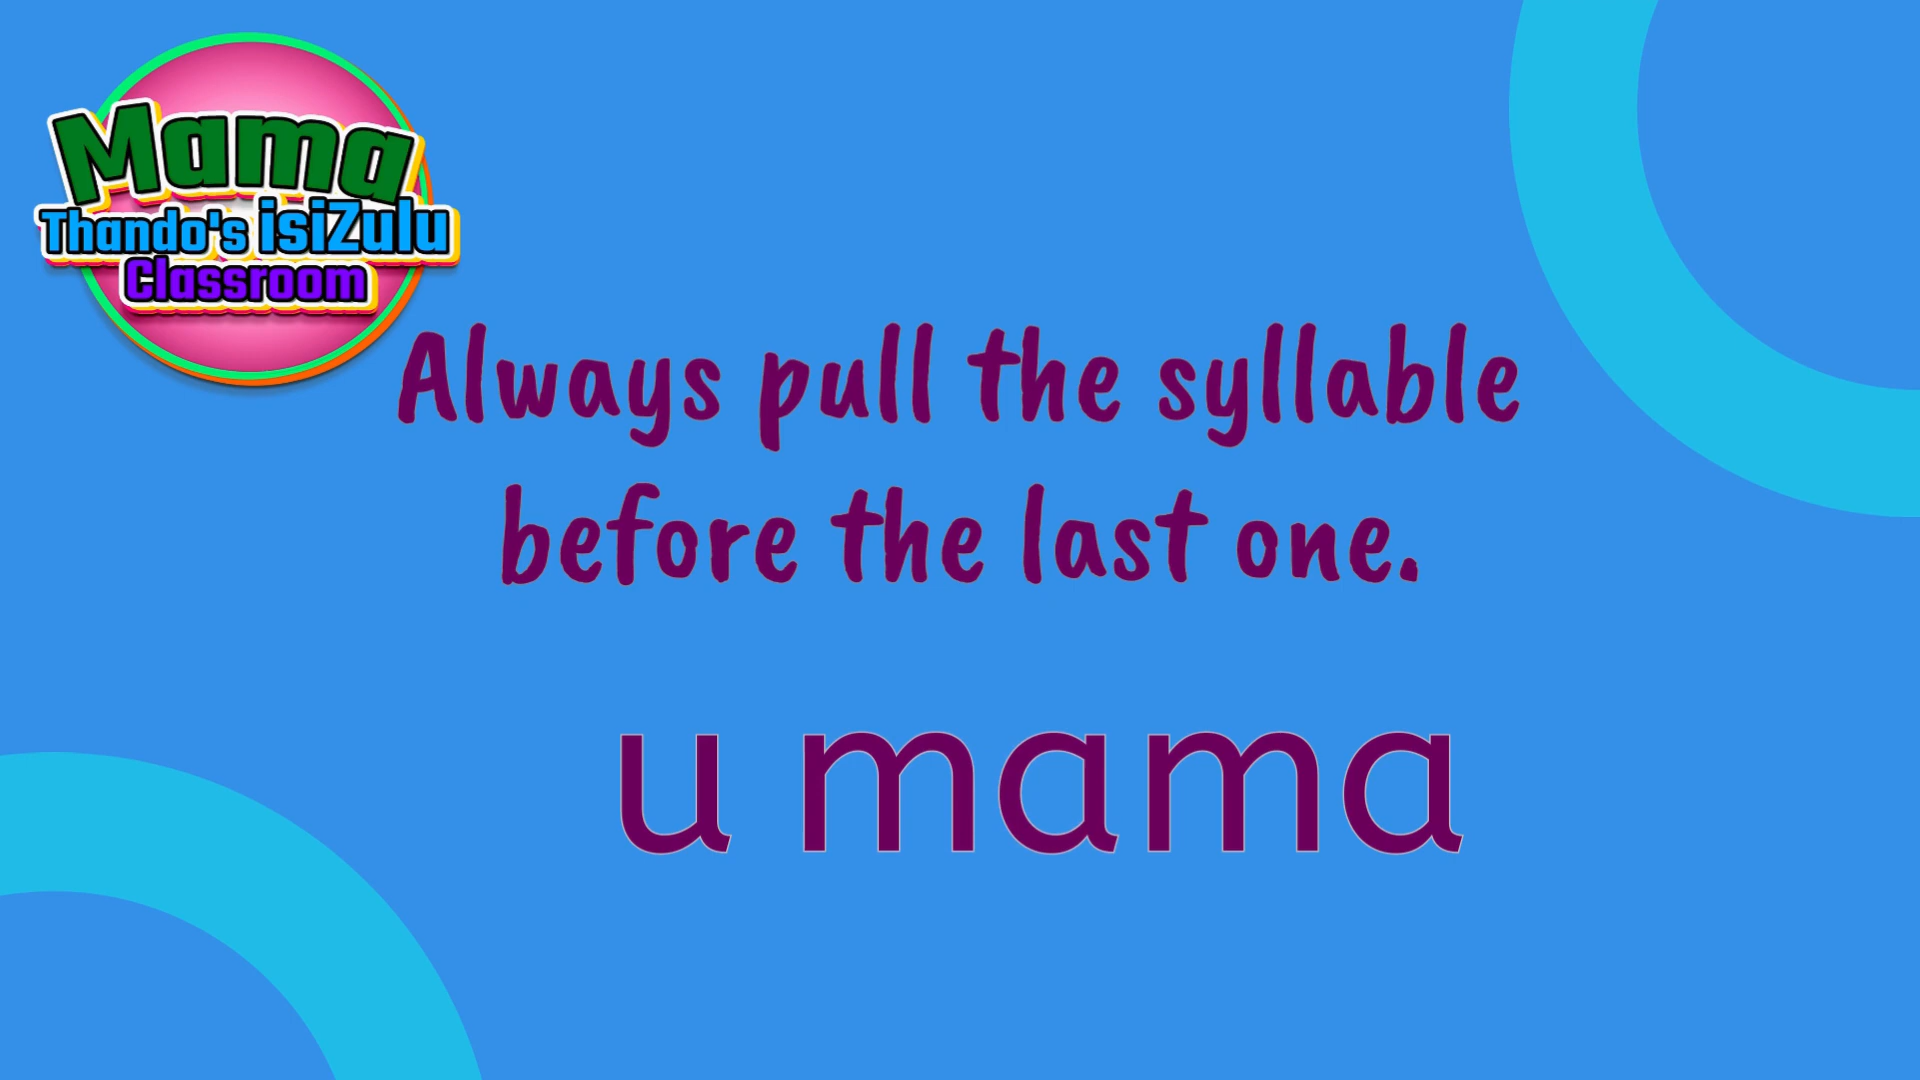 Mama
Thando's isiZulu
Classroom
Always pull the syllable
before the last one.
u mama